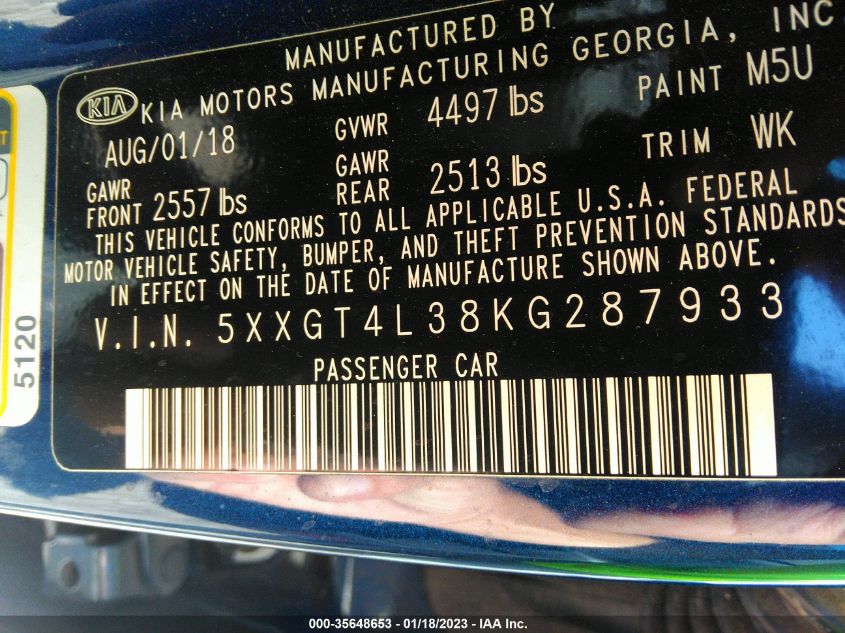 MANUFACTURED BY
KIA KIA MOTORS MANUFACTURING GEORGIA, INC
AUG/01/18 GVWR 4497 lbs PAINT M5U
GAWR FRONT 2557 lbs GAWR REAR 2513 lbs TRIM WK
THIS VEHICLE CONFORMS TO ALL APPLICABLE U.S.A. FEDERAL
MOTOR VEHICLE SAFETY, BUMPER, AND THEFT PREVENTION STANDARDS
IN EFFECT ON THE DATE OF MANUFACTURE SHOWN ABOVE.
V.I.N. 5XXGT4L38KG287933
PASSENGER CAR
5120
000-35648653 - 01/18/2023 - IAA Inc.